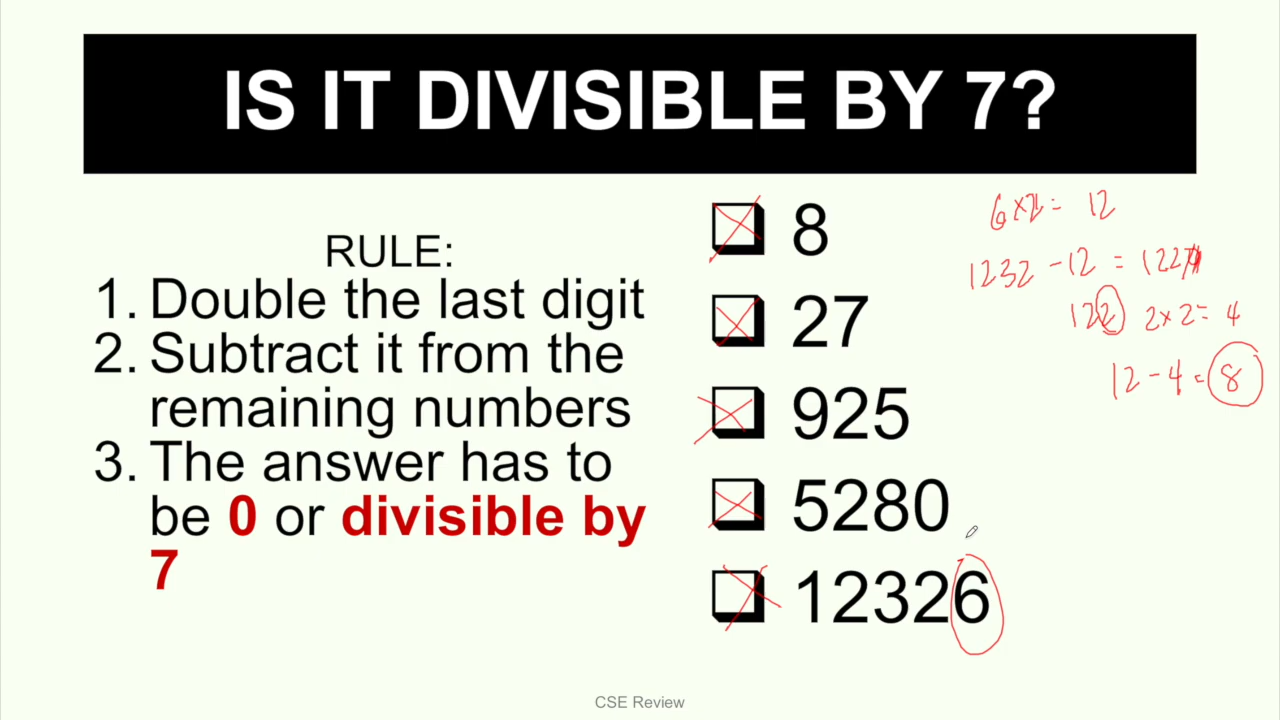 IS IT DIVISIBLE BY 7?
RULE:
1. Double the last digit
2. Subtract it from the
remaining numbers
3. The answer has to
be 0 or divisible by
7
8
27
925
5280
12326
6x2= 12
1232 -12 =
122 2x2= 4
12-4=8
CSE Review